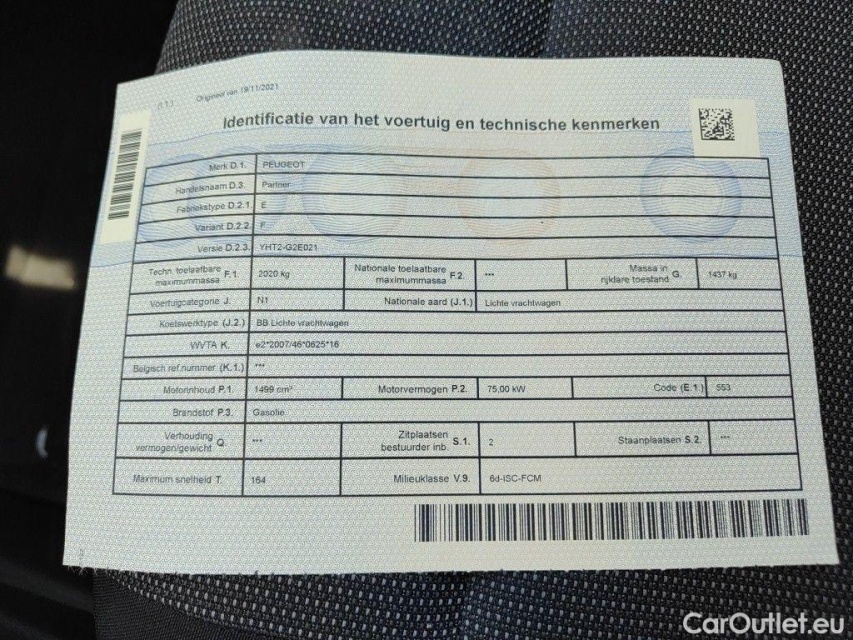 (I.1.) Origineel van 19/11/2021
Identificatie van het voertuig en technische kenmerken
Merk D.1. PEUGEOT
Handelsnaam D.3. Partner
Fabriekstype D.2.1. E
Variant D.2.2. F
Versie D.2.3. YHT2-G2E021
Techn. toelaatbare maximummassa F.1 2020 kg Nationale toelaatbare maximummassa F.2. --- Massa in rijklare toestand G. 1437 kg
Voertuigcategorie J. N1 Nationale aard (J.1.) Lichte vrachtwagen
Koetswerktype (J.2.) BB Lichte vrachtwagen
WVTA K. e2*2007/46*0625*16
Belgisch ref.nummer (K.1.) ---
Motorinhoud P.1. 1499 cm³ Motorvermogen P.2. 75,00 kW Code (E.1.) 553
Brandstof P.3. Gasolie
Verhouding vermogen/gewicht Q. --- Zitplaatsen bestuurder inb. S.1. 2 Staanplaatsen S.2. ---
Maximum snelheid T. 164 Milieuklasse V.9. 6d-ISC-FCM
CarOutlet.eu